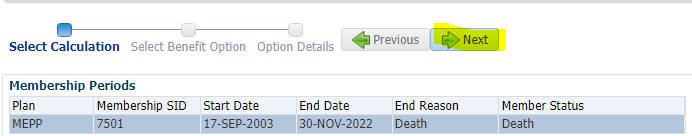 Select Calculation Select Benefit Option Option Details Previous Next
Membership Periods
Plan Membership SID Start Date End Date End Reason Member Status
MEPP 7501 17-SEP-2003 30-NOV-2022 Death Death